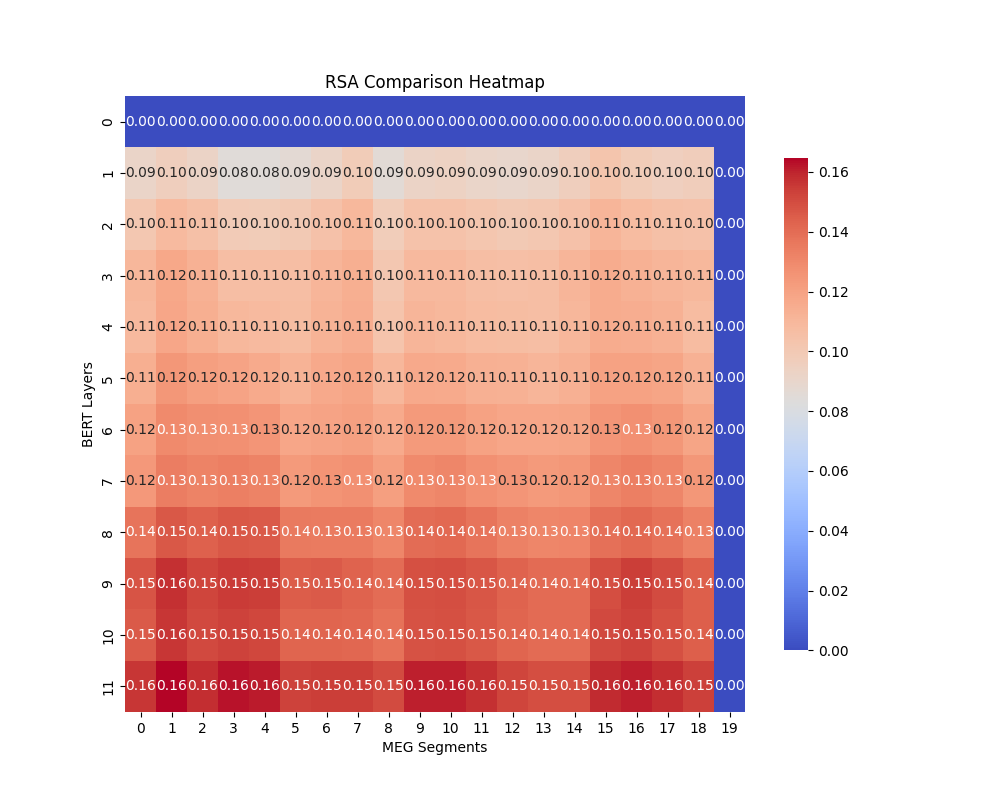 RSA Comparison Heatmap
0 0.00 0.00 0.00 0.00 0.00 0.00 0.00 0.00 0.00 0.00 0.00 0.00 0.00 0.00 0.00 0.00 0.00 0.00 0.00 0.00
1 0.09 0.10 0.09 0.08 0.08 0.09 0.09 0.10 0.09 0.09 0.09 0.09 0.09 0.09 0.10 0.10 0.10 0.10 0.10 0.00
2 0.10 0.11 0.11 0.10 0.10 0.10 0.10 0.11 0.10 0.10 0.10 0.10 0.10 0.10 0.10 0.11 0.11 0.10 0.10 0.00
3 0.11 0.12 0.11 0.11 0.11 0.11 0.11 0.11 0.10 0.11 0.11 0.11 0.11 0.11 0.11 0.12 0.11 0.11 0.11 0.00
4 0.11 0.12 0.11 0.11 0.11 0.11 0.11 0.11 0.10 0.11 0.11 0.11 0.11 0.11 0.11 0.12 0.11 0.11 0.11 0.00
5 0.11 0.12 0.12 0.12 0.12 0.11 0.12 0.12 0.11 0.12 0.12 0.11 0.11 0.11 0.11 0.12 0.12 0.12 0.11 0.00
6 0.12 0.13 0.13 0.13 0.13 0.12 0.12 0.12 0.12 0.12 0.12 0.12 0.12 0.12 0.12 0.13 0.13 0.12 0.12 0.00
7 0.12 0.13 0.13 0.13 0.13 0.12 0.13 0.13 0.12 0.13 0.13 0.13 0.13 0.12 0.12 0.13 0.13 0.13 0.12 0.00
8 0.14 0.15 0.14 0.15 0.15 0.14 0.13 0.13 0.13 0.14 0.14 0.14 0.13 0.13 0.13 0.14 0.14 0.14 0.13 0.00
9 0.15 0.16 0.15 0.15 0.15 0.15 0.15 0.14 0.14 0.15 0.15 0.15 0.14 0.14 0.14 0.15 0.15 0.15 0.14 0.00
10 0.15 0.16 0.15 0.15 0.15 0.14 0.14 0.14 0.14 0.15 0.15 0.15 0.14 0.14 0.14 0.15 0.15 0.15 0.14 0.00
11 0.16 0.16 0.16 0.16 0.16 0.15 0.15 0.15 0.15 0.16 0.16 0.16 0.15 0.15 0.15 0.16 0.16 0.16 0.15 0.00
0 1 2 3 4 5 6 7 8 9 10 11 12 13 14 15 16 17 18 19
MEG Segments
BERT Layers
0.16
0.14
0.12
0.10
0.08
0.06
0.04
0.02
0.00